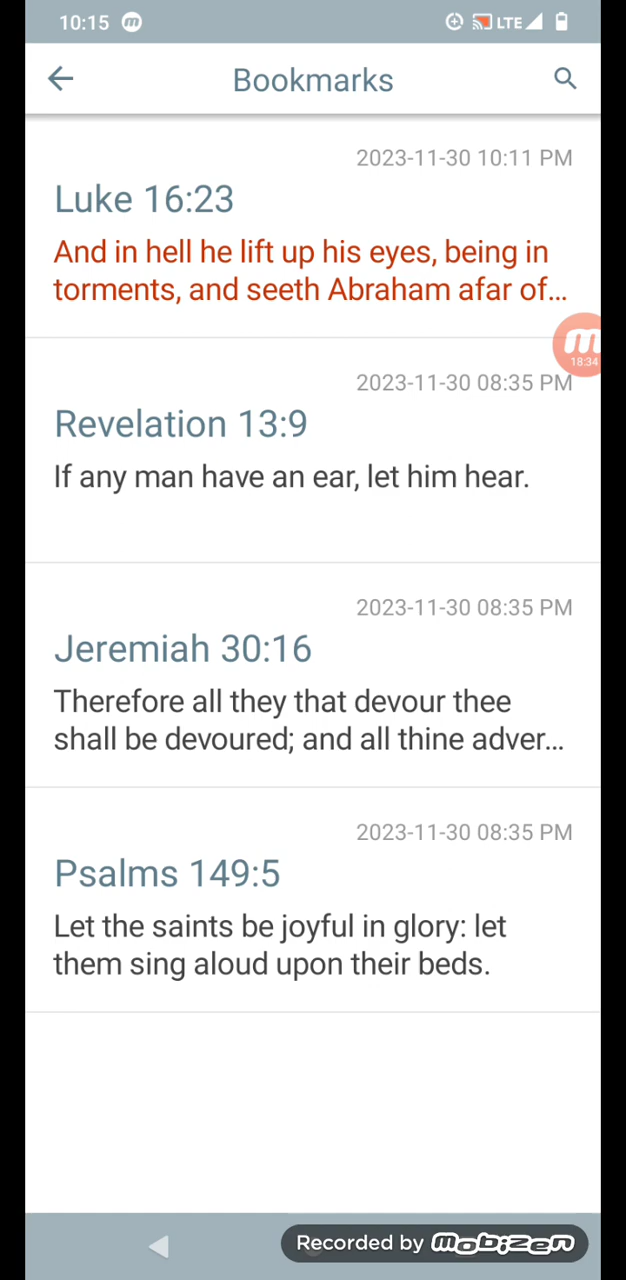 10:15 m
LTE
Bookmarks
2023-11-30 10:11 PM
Luke 16:23
And in hell he lift up his eyes, being in
torments, and seeth Abraham afar of...
m
18:34
2023-11-30 08:35 PM
Revelation 13:9
If any man have an ear, let him hear.
2023-11-30 08:35 PM
Jeremiah 30:16
Therefore all they that devour thee
shall be devoured; and all thine adver...
2023-11-30 08:35 PM
Psalms 149:5
Let the saints be joyful in glory: let
them sing aloud upon their beds.
Recorded by mobizen